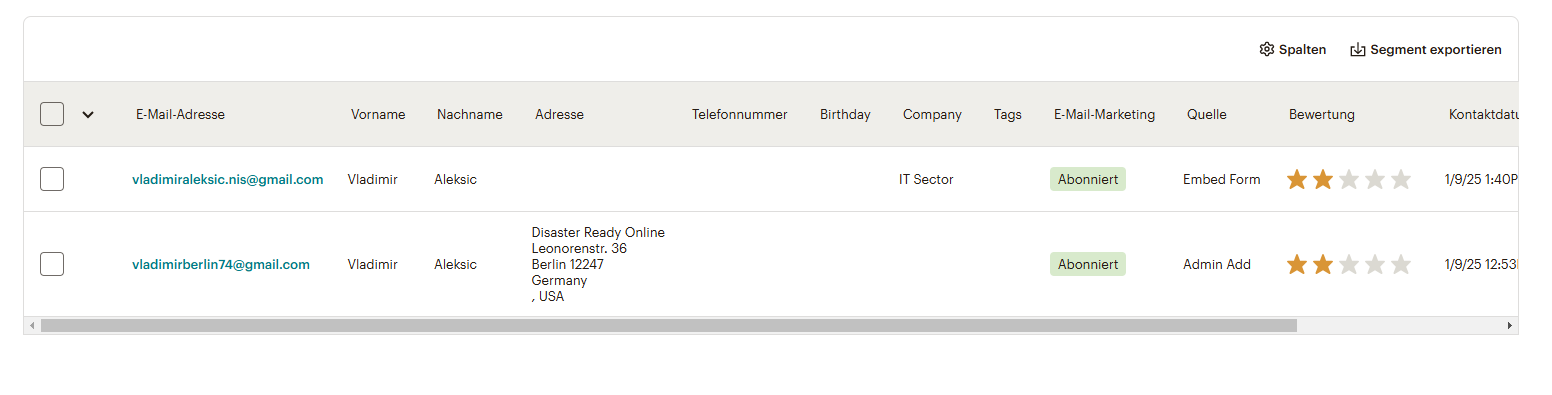 Spalten Segment exportieren
E-Mail-Adresse Vorname Nachname Adresse Telefonnummer Birthday Company Tags E-Mail-Marketing Quelle Bewertung Kontaktdatu
vladimiraleksic.nis@gmail.com Vladimir Aleksic IT Sector Abonniert Embed Form 1/9/25 1:40P
Disaster Ready Online
Leonorenstr. 36
vladimirberlin74@gmail.com Vladimir Aleksic Berlin 12247 Abonniert Admin Add 1/9/25 12:53
Germany
, USA